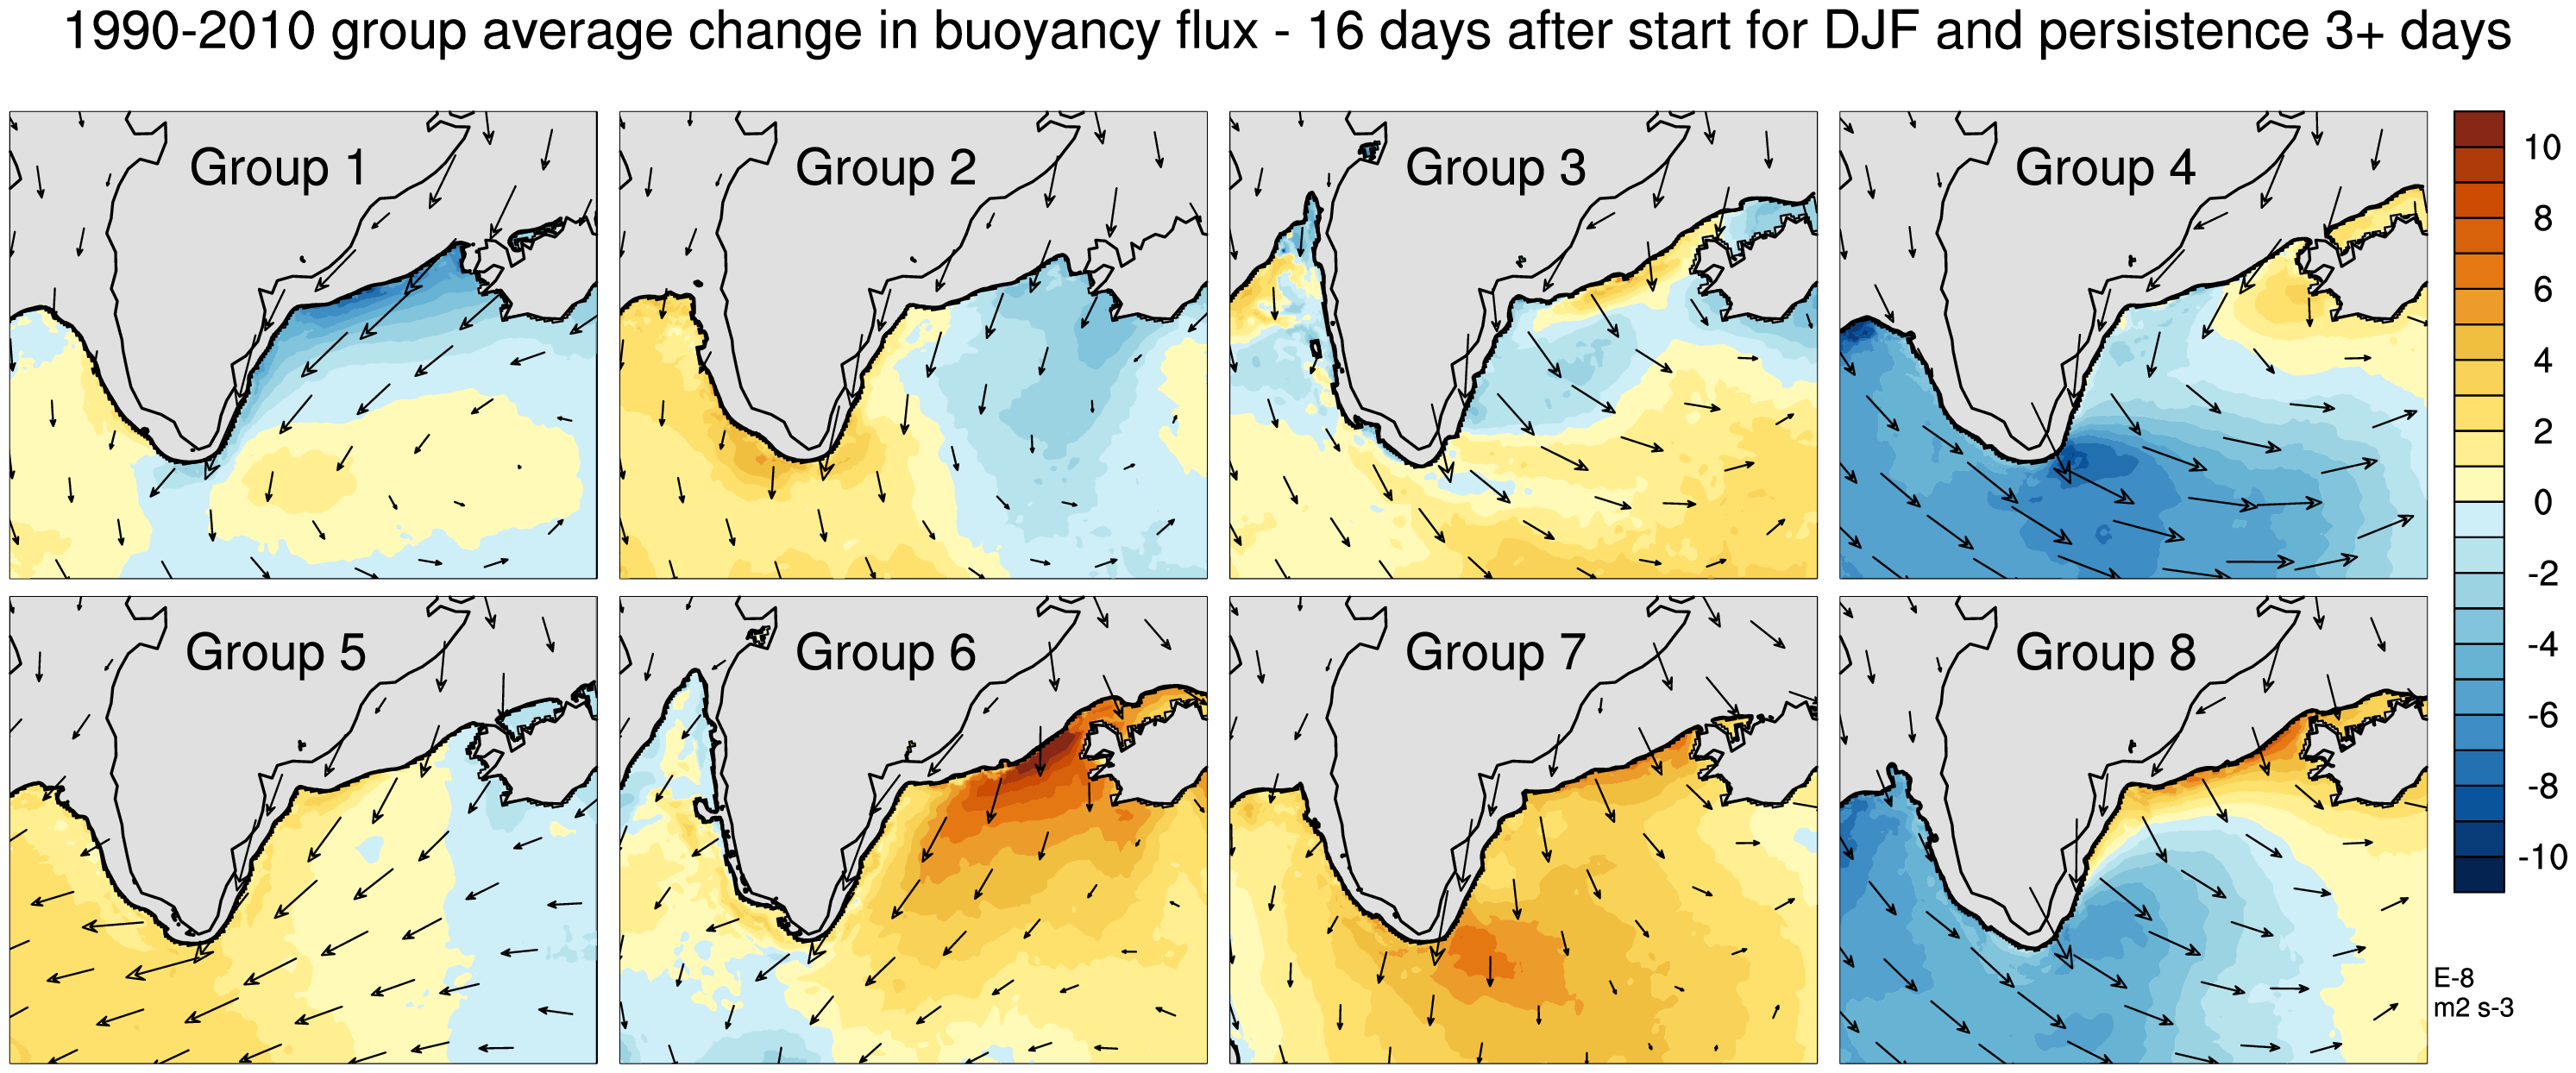 1990-2010 group average change in buoyancy flux - 16 days after start for DJF and persistence 3+ days
Group 1
Group 2
Group 3
Group 4
Group 5
Group 6
Group 7
Group 8
10
8
6
4
2
0
-2
-4
-6
-8
-10
E-8
m2 s-3